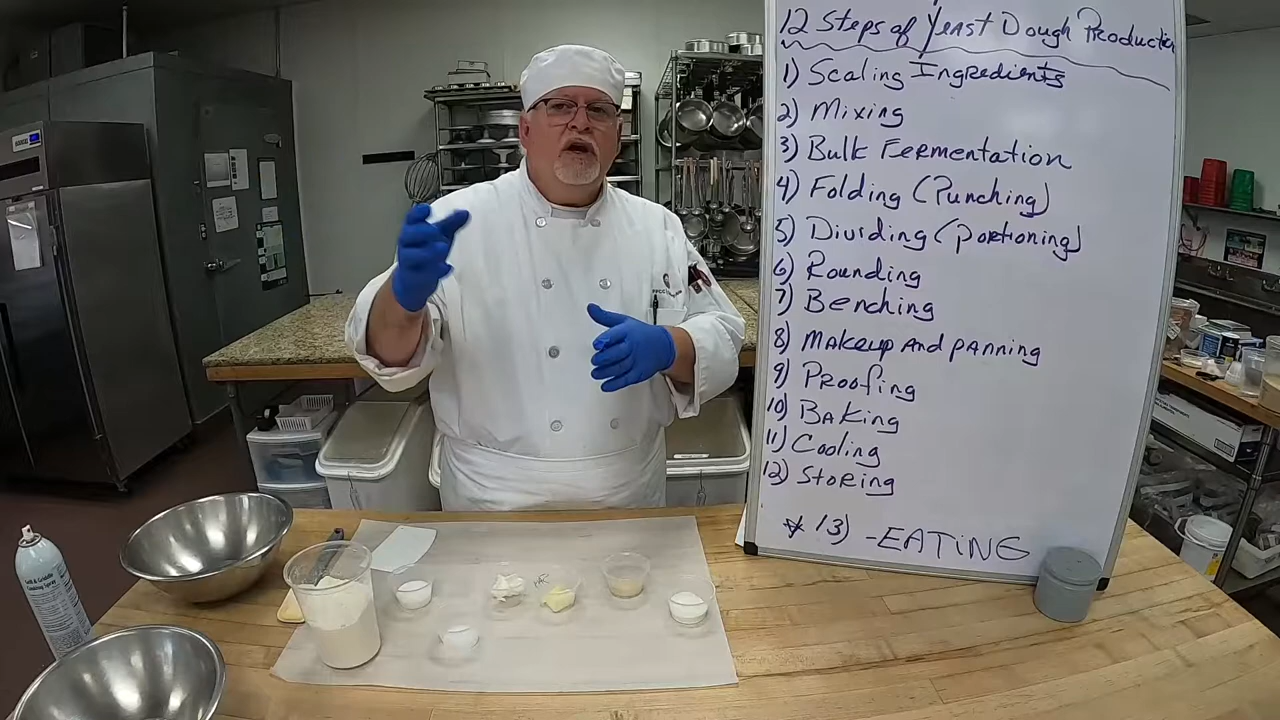 12 Steps of Yeast Dough Production
1) Scaling Ingredients
2) Mixing
3) Bulk Fermentation
4) Folding (Punching)
5) Dividing (portioning)
6) Rounding
7) Benching
8) Makeup and panning
9) Proofing
10) Baking
11) Cooling
12) Storing
* 13) -EATING